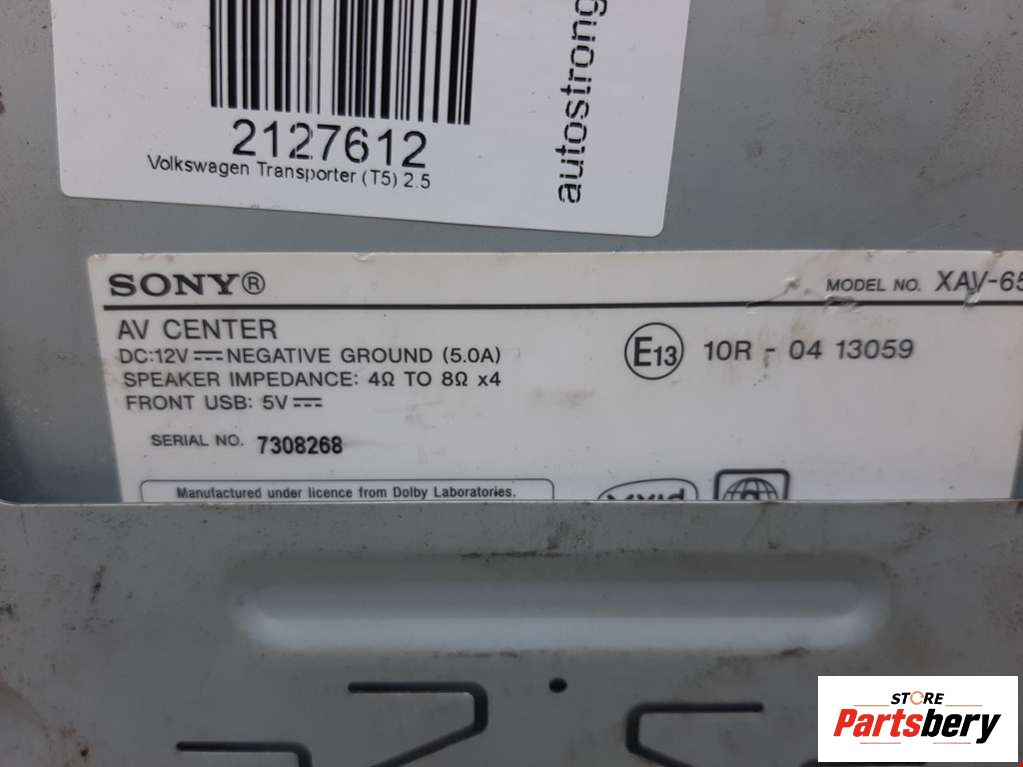 2127612
Volkswagen Transporter (T5) 2.5
autostrong
SONY®
MODEL NO. XAV-65
AV CENTER
DC:12V⎓NEGATIVE GROUND (5.0A)
E13 10R - 04 13059
SPEAKER IMPEDANCE: 4Ω TO 8Ω x4
FRONT USB: 5V⎓
SERIAL NO. 7308268
Manufactured under licence from Dolby Laboratories.
STORE
Partsbery